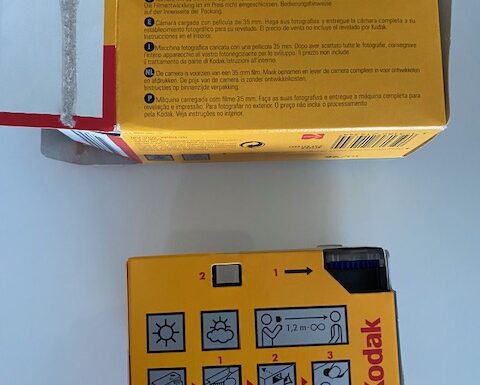 Die Filmentwicklung ist im Preis nicht eingeschlossen. Bedienungshinweise
auf der Innenseite der Packung.
E Cámara cargada con película de 35 mm. Haga sus fotografías y entregue la cámara completa a su
establecimiento fotográfico para su revelado. El precio de venta no incluye el revelado por Kodak.
Instrucciones en el interior.
I Macchina fotografica caricata con una pellicola 35 mm. Dopo aver scattato tutte le fotografie, consegnare
l'intero apparecchio al vostro fotonegoziante per lo sviluppo. Il prezzo non include
il trattamento da parte di Kodak. Istruzioni all'interno.
NL De camera is voorzien van een 35 mm film. Maak opnamen en lever de camera compleet in voor ontwikkelen
en afdrukken. De prijs van de camera is zonder ontwikkelkosten.
Instructies op binnenzijde verpakking.
P Máquina carregada com filme 35 mm. Faça as suas fotografias e entregue a máquina completa para
revelação e impressão. Para fotografar no exterior. O preço não inclui o processamento
pela Kodak. Veja instruções no interior.
2 1
1,2 m-∞
1 2 3
Kodak